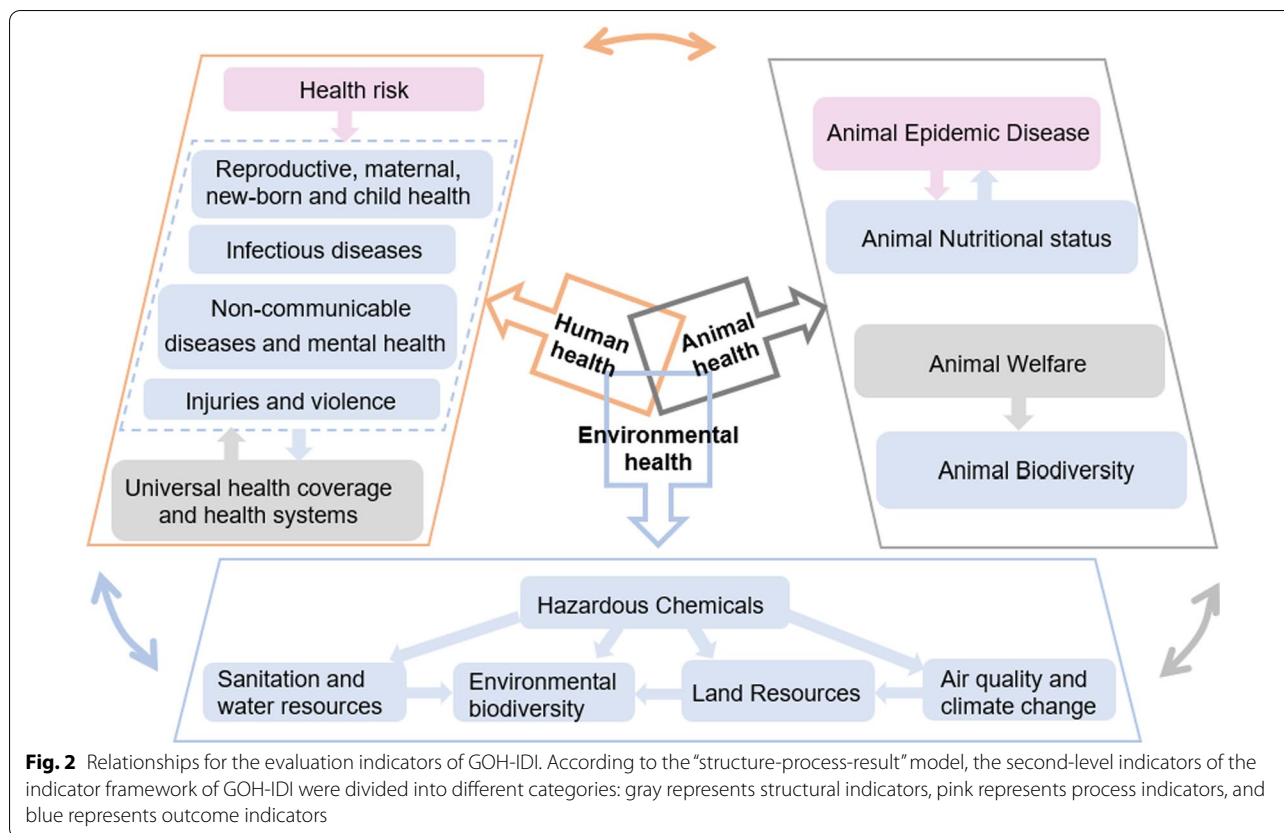 Health risk
Reproductive, maternal,
new-born and child health
Infectious diseases
Non-communicable
diseases and mental health
Injuries and violence
Universal health coverage
and health systems
Human
health
Animal
health
Environmental
health
Animal Epidemic Disease
Animal Nutritional status
Animal Welfare
Animal Biodiversity
Hazardous Chemicals
Sanitation and
water resources
Environmental
biodiversity
Land Resources
Air quality and
climate change
Fig. 2 Relationships for the evaluation indicators of GOH-IDI. According to the “structure-process-result” model, the second-level indicators of the
indicator framework of GOH-IDI were divided into different categories: gray represents structural indicators, pink represents process indicators, and
blue represents outcome indicators